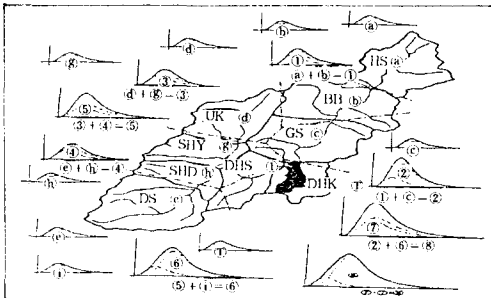 (b)
(a)
(d)
(g)
(1)
HS (a)
(3)
(a) + (b) − (1)
(d) + (g) − (3)
BB (b)
UK
(d)
(5)
GS (c)
(3) + (4) − (5)
SHY
(g)
(c)
(4)
SHD (h)
DHS
(e) + (h) − (4)
DHK
(2)
(h)
DS (e)
(1) + (c) − (2)
(7)
(e)
(6)
(2) + (6) − (8)
(i)
(5) + (i) − (6)